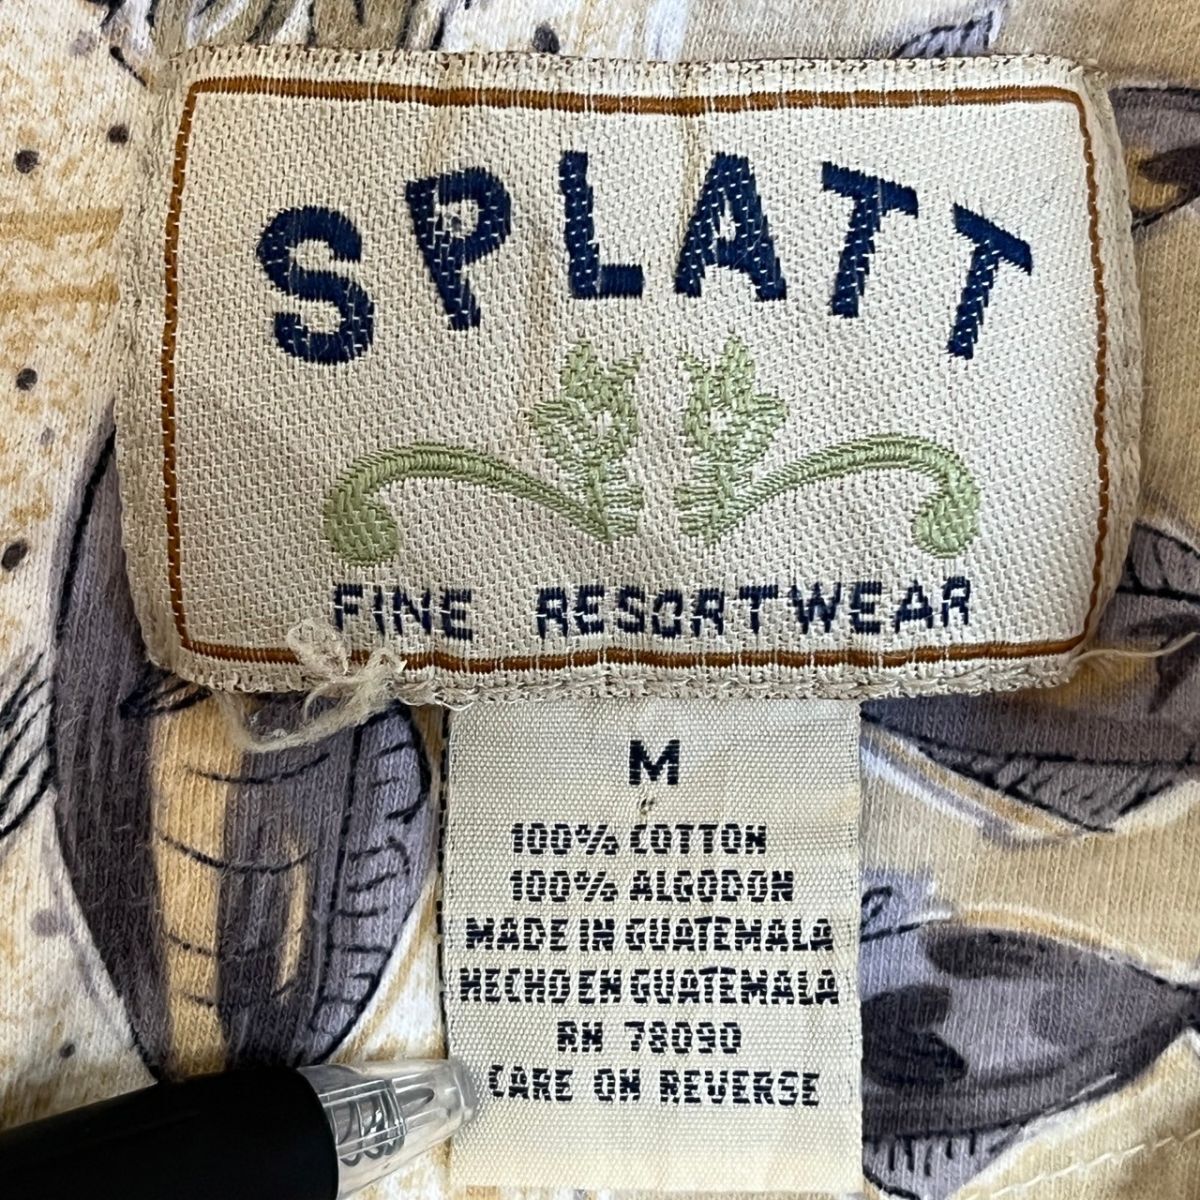 SPLATT
FINE RESORTWEAR
M
100% COTTON
100% ALGODON
MADE IN GUATEMALA
HECHO EN GUATEMALA
RN 78090
CARE ON REVERSE